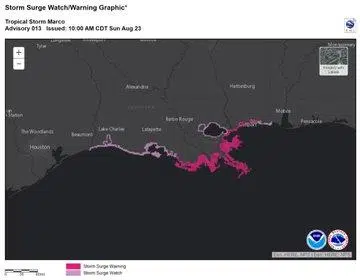 Storm Surge Watch/Warning Graphic*
Tropical Storm Marco
Advisory 013 Issued: 10:00 AM CDT Sun Aug 23
+
−
Montgomery
Tyler
Hattiesburg
Alexandria
Mobile
Pensacola
Baton Rouge
Lafayette
Lake Charles
Beaumont
The Woodlands
Houston
NOAA
Storm Surge Warning
Storm Surge Watch